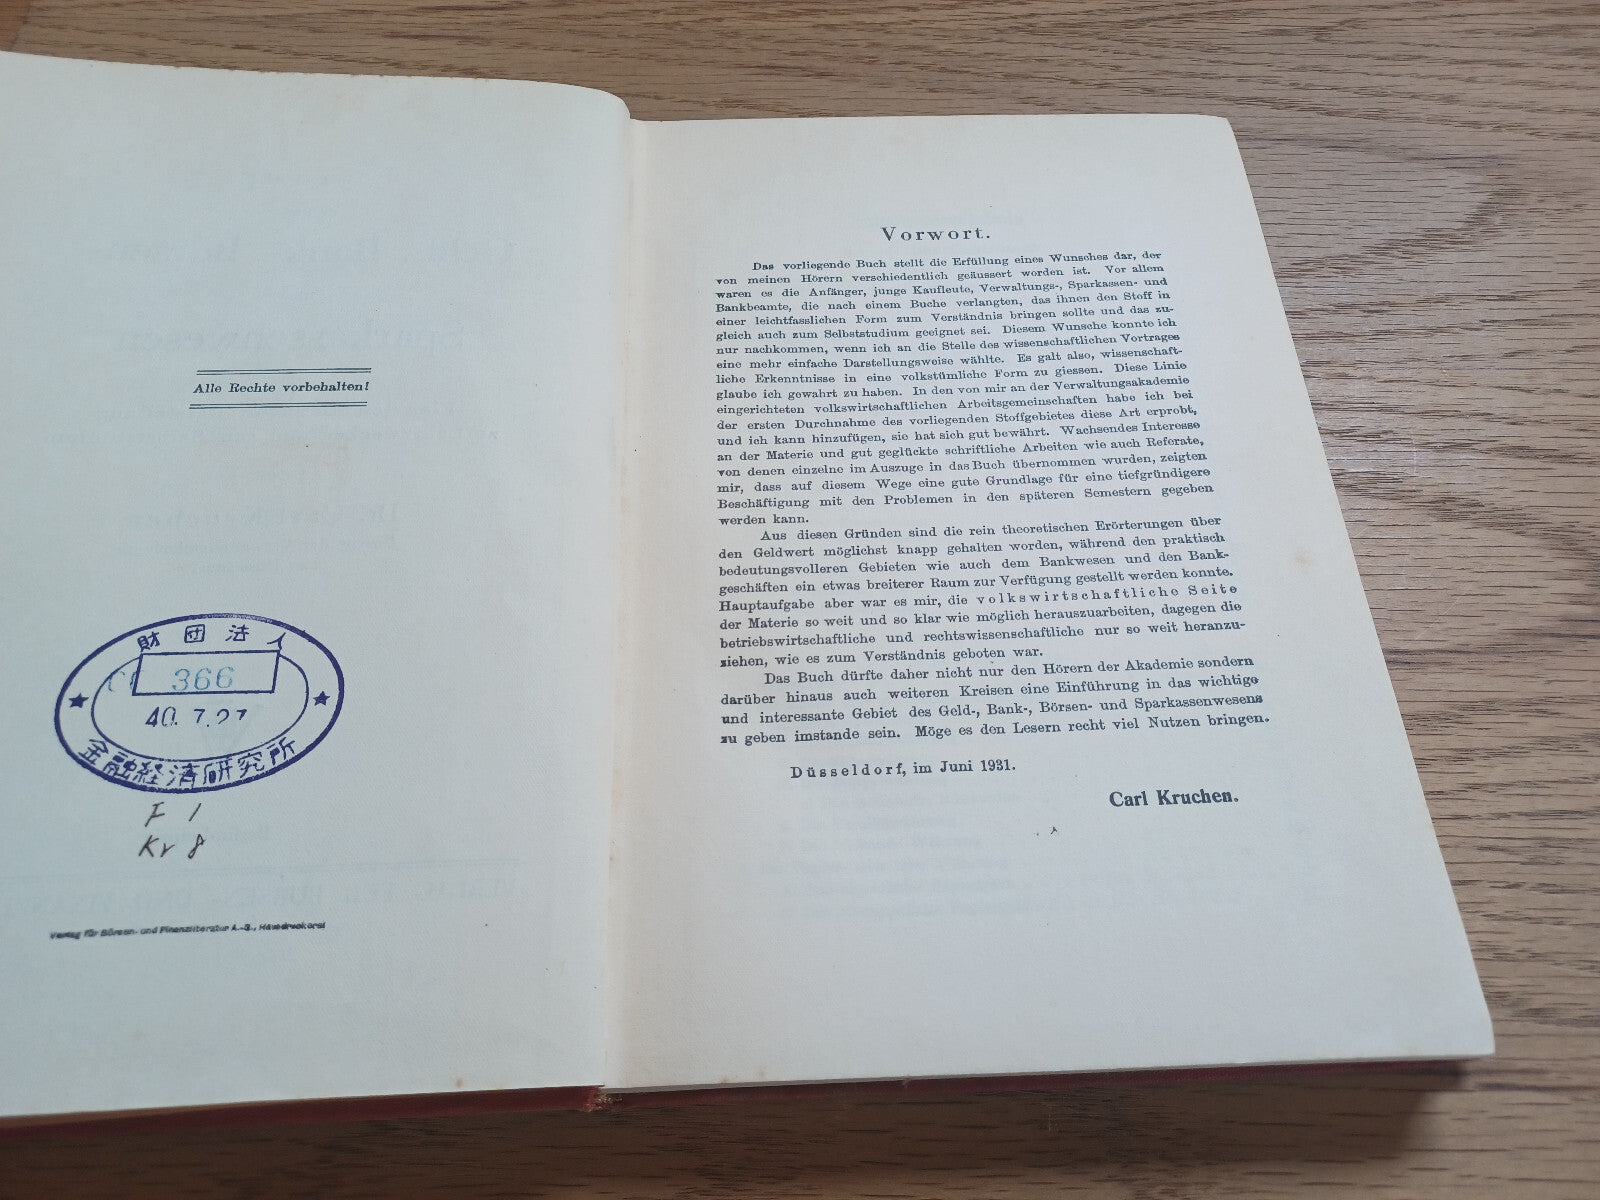 Alle Rechte vorbehalten!
財団法人
366
40. 7. 27
金融経済研究所
F 1
Kr 8
Verlag für Börsen- und Finanzliteratur A.-G., Hausdruckerei
Vorwort.
Das vorliegende Buch stellt die Erfüllung eines Wunsches dar, der
von meinen Hörern verschiedentlich geäussert worden ist. Vor allem
waren es die Anfänger, junge Kaufleute, Verwaltungs-, Sparkassen- und
Bankbeamte, die nach einem Buche verlangten, das ihnen den Stoff in
einer leichtfasslichen Form zum Verständnis bringen sollte und das zu-
gleich auch zum Selbststudium geeignet sei. Diesem Wunsche konnte ich
nur nachkommen, wenn ich an die Stelle des wissenschaftlichen Vortrages
eine mehr einfache Darstellungsweise wählte. Es galt also, wissenschaft-
liche Erkenntnisse in eine volkstümliche Form zu giessen. Diese Linie
glaube ich gewahrt zu haben. In den von mir an der Verwaltungsakademie
eingerichteten volkswirtschaftlichen Arbeitsgemeinschaften habe ich bei
der ersten Durchnahme des vorliegenden Stoffgebietes diese Art erprobt,
und ich kann hinzufügen, sie hat sich gut bewährt. Wachsendes Interesse
an der Materie und gut geglückte schriftliche Arbeiten wie auch Referate,
von denen einzelne im Auszuge in das Buch übernommen wurden, zeigten
mir, dass auf diesem Wege eine gute Grundlage für eine tiefgründigere
Beschäftigung mit den Problemen in den späteren Semestern gegeben
werden kann.
Aus diesen Gründen sind die rein theoretischen Erörterungen über
den Geldwert möglichst knapp gehalten worden, während den praktisch
bedeutungsvolleren Gebieten wie auch dem Bankwesen und den Bank-
geschäften ein etwas breiterer Raum zur Verfügung gestellt werden konnte.
Hauptaufgabe aber war es mir, die volkswirtschaftliche Seite
der Materie so weit und so klar wie möglich herauszuarbeiten, dagegen die
betriebswirtschaftliche und rechtswissenschaftliche nur so weit heranzu-
ziehen, wie es zum Verständnis geboten war.
Das Buch dürfte daher nicht nur den Hörern der Akademie sondern
darüber hinaus auch weiteren Kreisen eine Einführung in das wichtige
und interessante Gebiet des Geld-, Bank-, Börsen- und Sparkassenwesens
zu geben imstande sein. Möge es den Lesern recht viel Nutzen bringen.
Düsseldorf, im Juni 1931.
Carl Kruchen.